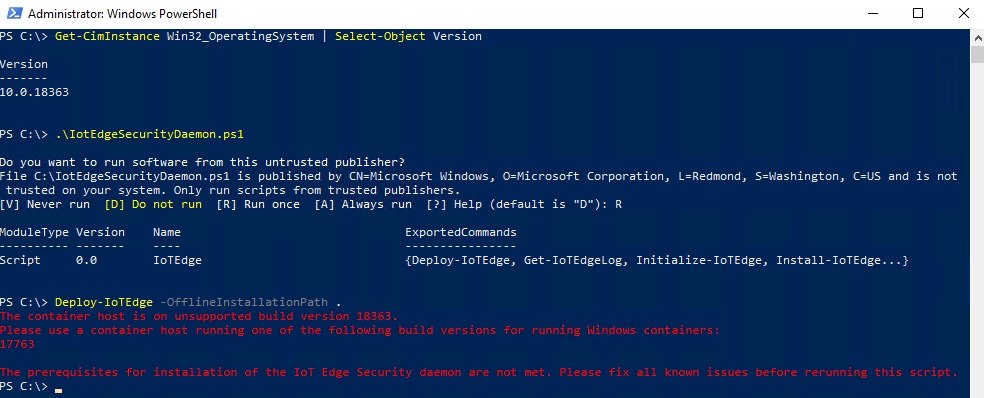 Administrator: Windows PowerShell
PS C:\> Get-CimInstance Win32_OperatingSystem | Select-Object Version
Version
-------
10.0.18363
PS C:\> .\IotEdgeSecurityDaemon.ps1
Do you want to run software from this untrusted publisher?
File C:\IotEdgeSecurityDaemon.ps1 is published by CN=Microsoft Windows, O=Microsoft Corporation, L=Redmond, S=Washington, C=US and is not
trusted on your system. Only run scripts from trusted publishers.
[V] Never run  [D] Do not run  [R] Run once  [A] Always run  [?] Help (default is "D"): R
ModuleType Version    Name                                ExportedCommands
---------- -------    ----                                ----------------
Script     0.0        IoTEdge                             {Deploy-IoTEdge, Get-IoTEdgeLog, Initialize-IoTEdge, Install-IoTEdge...}
PS C:\> Deploy-IoTEdge -OfflineInstallationPath .
The container host is on unsupported build version 18363.
Please use a container host running one of the following build versions for running Windows containers:
17763
The prerequisites for installation of the IoT Edge Security daemon are not met. Please fix all known issues before rerunning this script.
PS C:\> _